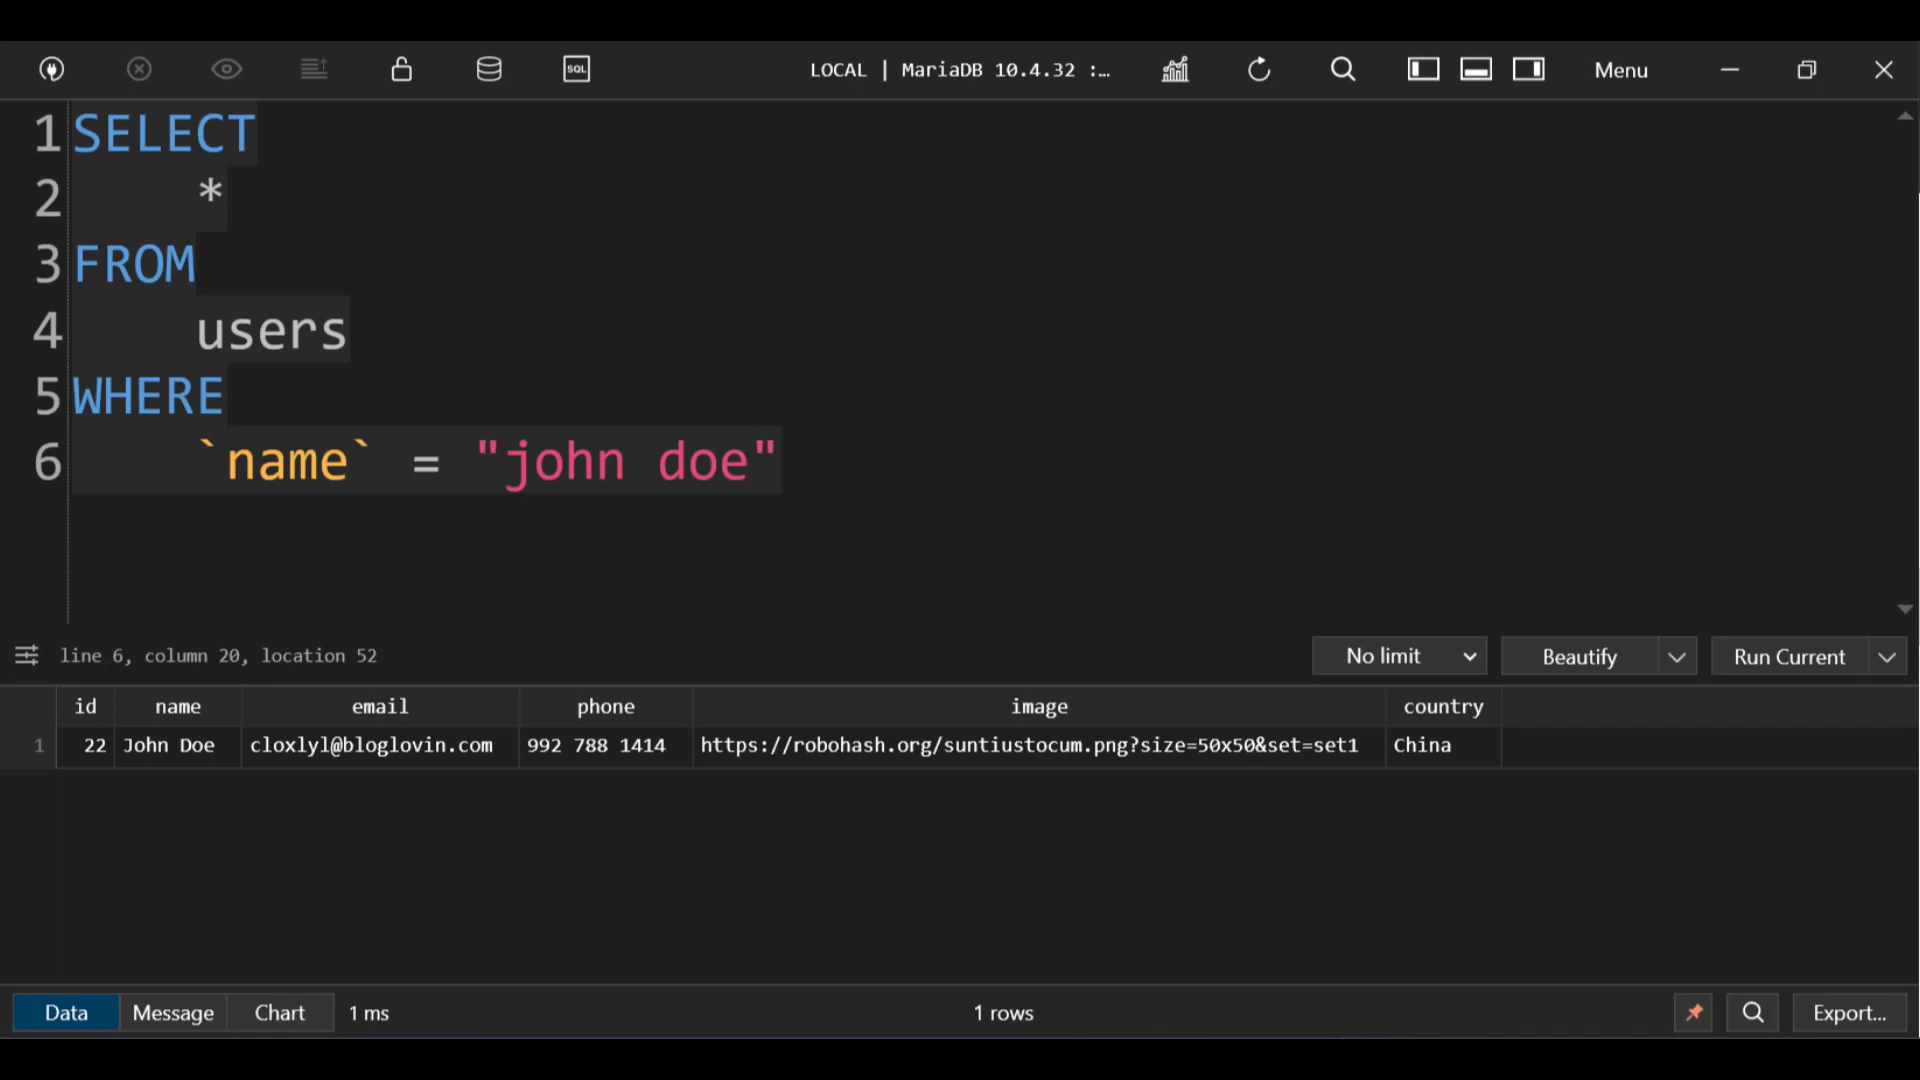 SQL LOCAL | MariaDB 10.4.32 :... Menu
1 SELECT
2 *
3 FROM
4 users
5 WHERE
6 `name` = "john doe"
line 6, column 20, location 52 No limit Beautify Run Current
id name email phone image country
1 22 John Doe cloxlyl@bloglovin.com 992 788 1414 https://robohash.org/suntiustocum.png?size=50x50&set=set1 China
Data Message Chart 1 ms 1 rows Export...